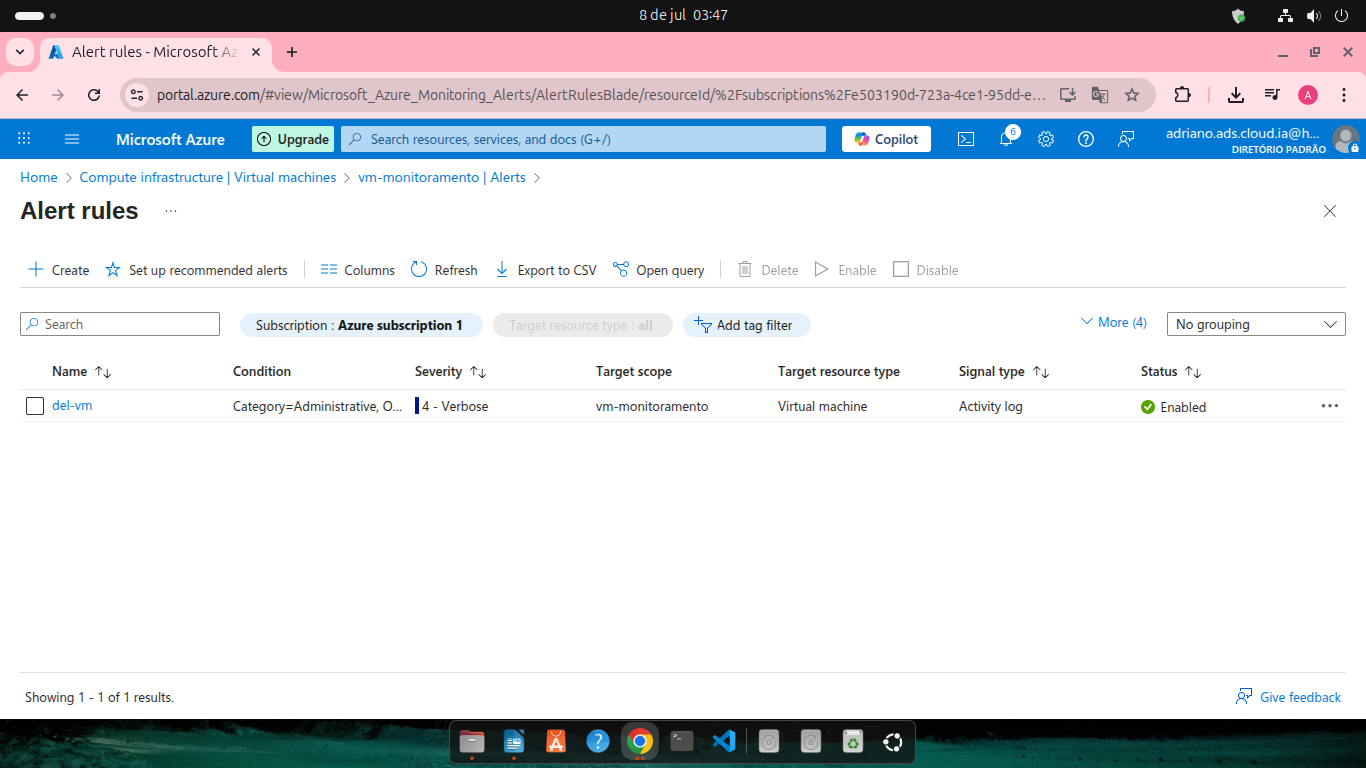 8 de jul 03:47
Alert rules - Microsoft Az
portal.azure.com/#view/Microsoft_Azure_Monitoring_Alerts/AlertRulesBlade/resourceId/%2Fsubscriptions%2Fe503190d-723a-4ce1-95dd-e...
A
Microsoft Azure
Upgrade
Search resources, services, and docs (G+/)
Copilot
6
adriano.ads.cloud.ia@h...
DIRETÓRIO PADRÃO
Home
Compute infrastructure | Virtual machines
vm-monitoramento | Alerts
Alert rules
...
Create
Set up recommended alerts
Columns
Refresh
Export to CSV
Open query
Delete
Enable
Disable
Search
Subscription : Azure subscription 1
Target resource type : all
Add tag filter
More (4)
No grouping
Name Condition Severity Target scope Target resource type Signal type Status
del-vm Category=Administrative, O... 4 - Verbose vm-monitoramento Virtual machine Activity log Enabled
Showing 1 - 1 of 1 results.
Give feedback